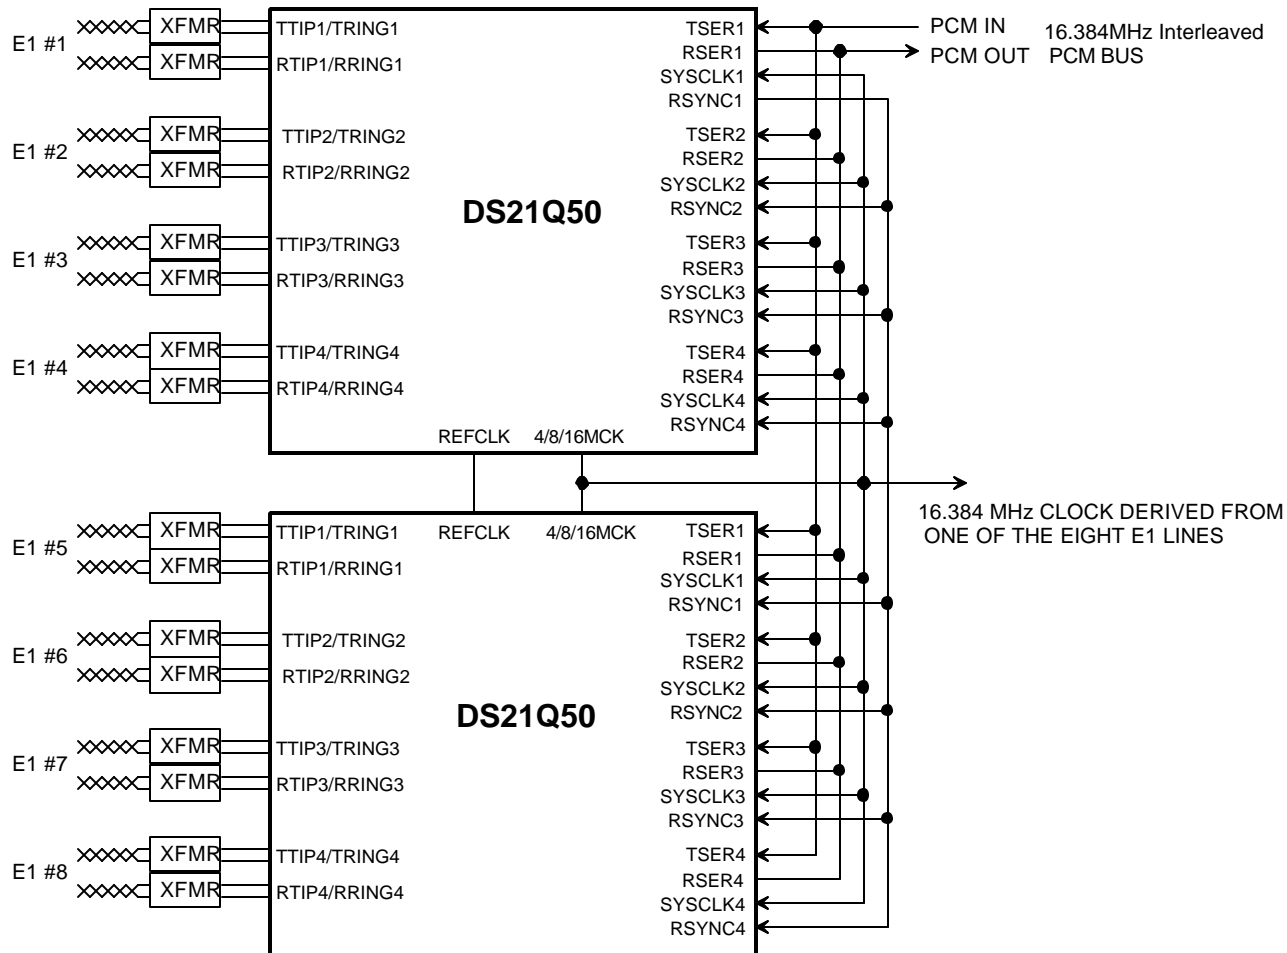 E1 #1
XFMR
TTIP1/TRING1
XFMR
RTIP1/RRING1
E1 #2
XFMR
TTIP2/TRING2
XFMR
RTIP2/RRING2
E1 #3
XFMR
TTIP3/TRING3
XFMR
RTIP3/RRING3
E1 #4
XFMR
TTIP4/TRING4
XFMR
RTIP4/RRING4
DS21Q50
TSER1
RSER1
SYSCLK1
RSYNC1
TSER2
RSER2
SYSCLK2
RSYNC2
TSER3
RSER3
SYSCLK3
RSYNC3
TSER4
RSER4
SYSCLK4
RSYNC4
REFCLK 4/8/16MCK
PCM IN
PCM OUT
16.384MHz Interleaved
PCM BUS
16.384 MHz CLOCK DERIVED FROM
ONE OF THE EIGHT E1 LINES
E1 #5
XFMR
TTIP1/TRING1
XFMR
RTIP1/RRING1
E1 #6
XFMR
TTIP2/TRING2
XFMR
RTIP2/RRING2
E1 #7
XFMR
TTIP3/TRING3
XFMR
RTIP3/RRING3
E1 #8
XFMR
TTIP4/TRING4
XFMR
RTIP4/RRING4
REFCLK 4/8/16MCK
DS21Q50
TSER1
RSER1
SYSCLK1
RSYNC1
TSER2
RSER2
SYSCLK2
RSYNC2
TSER3
RSER3
SYSCLK3
RSYNC3
TSER4
RSER4
SYSCLK4
RSYNC4